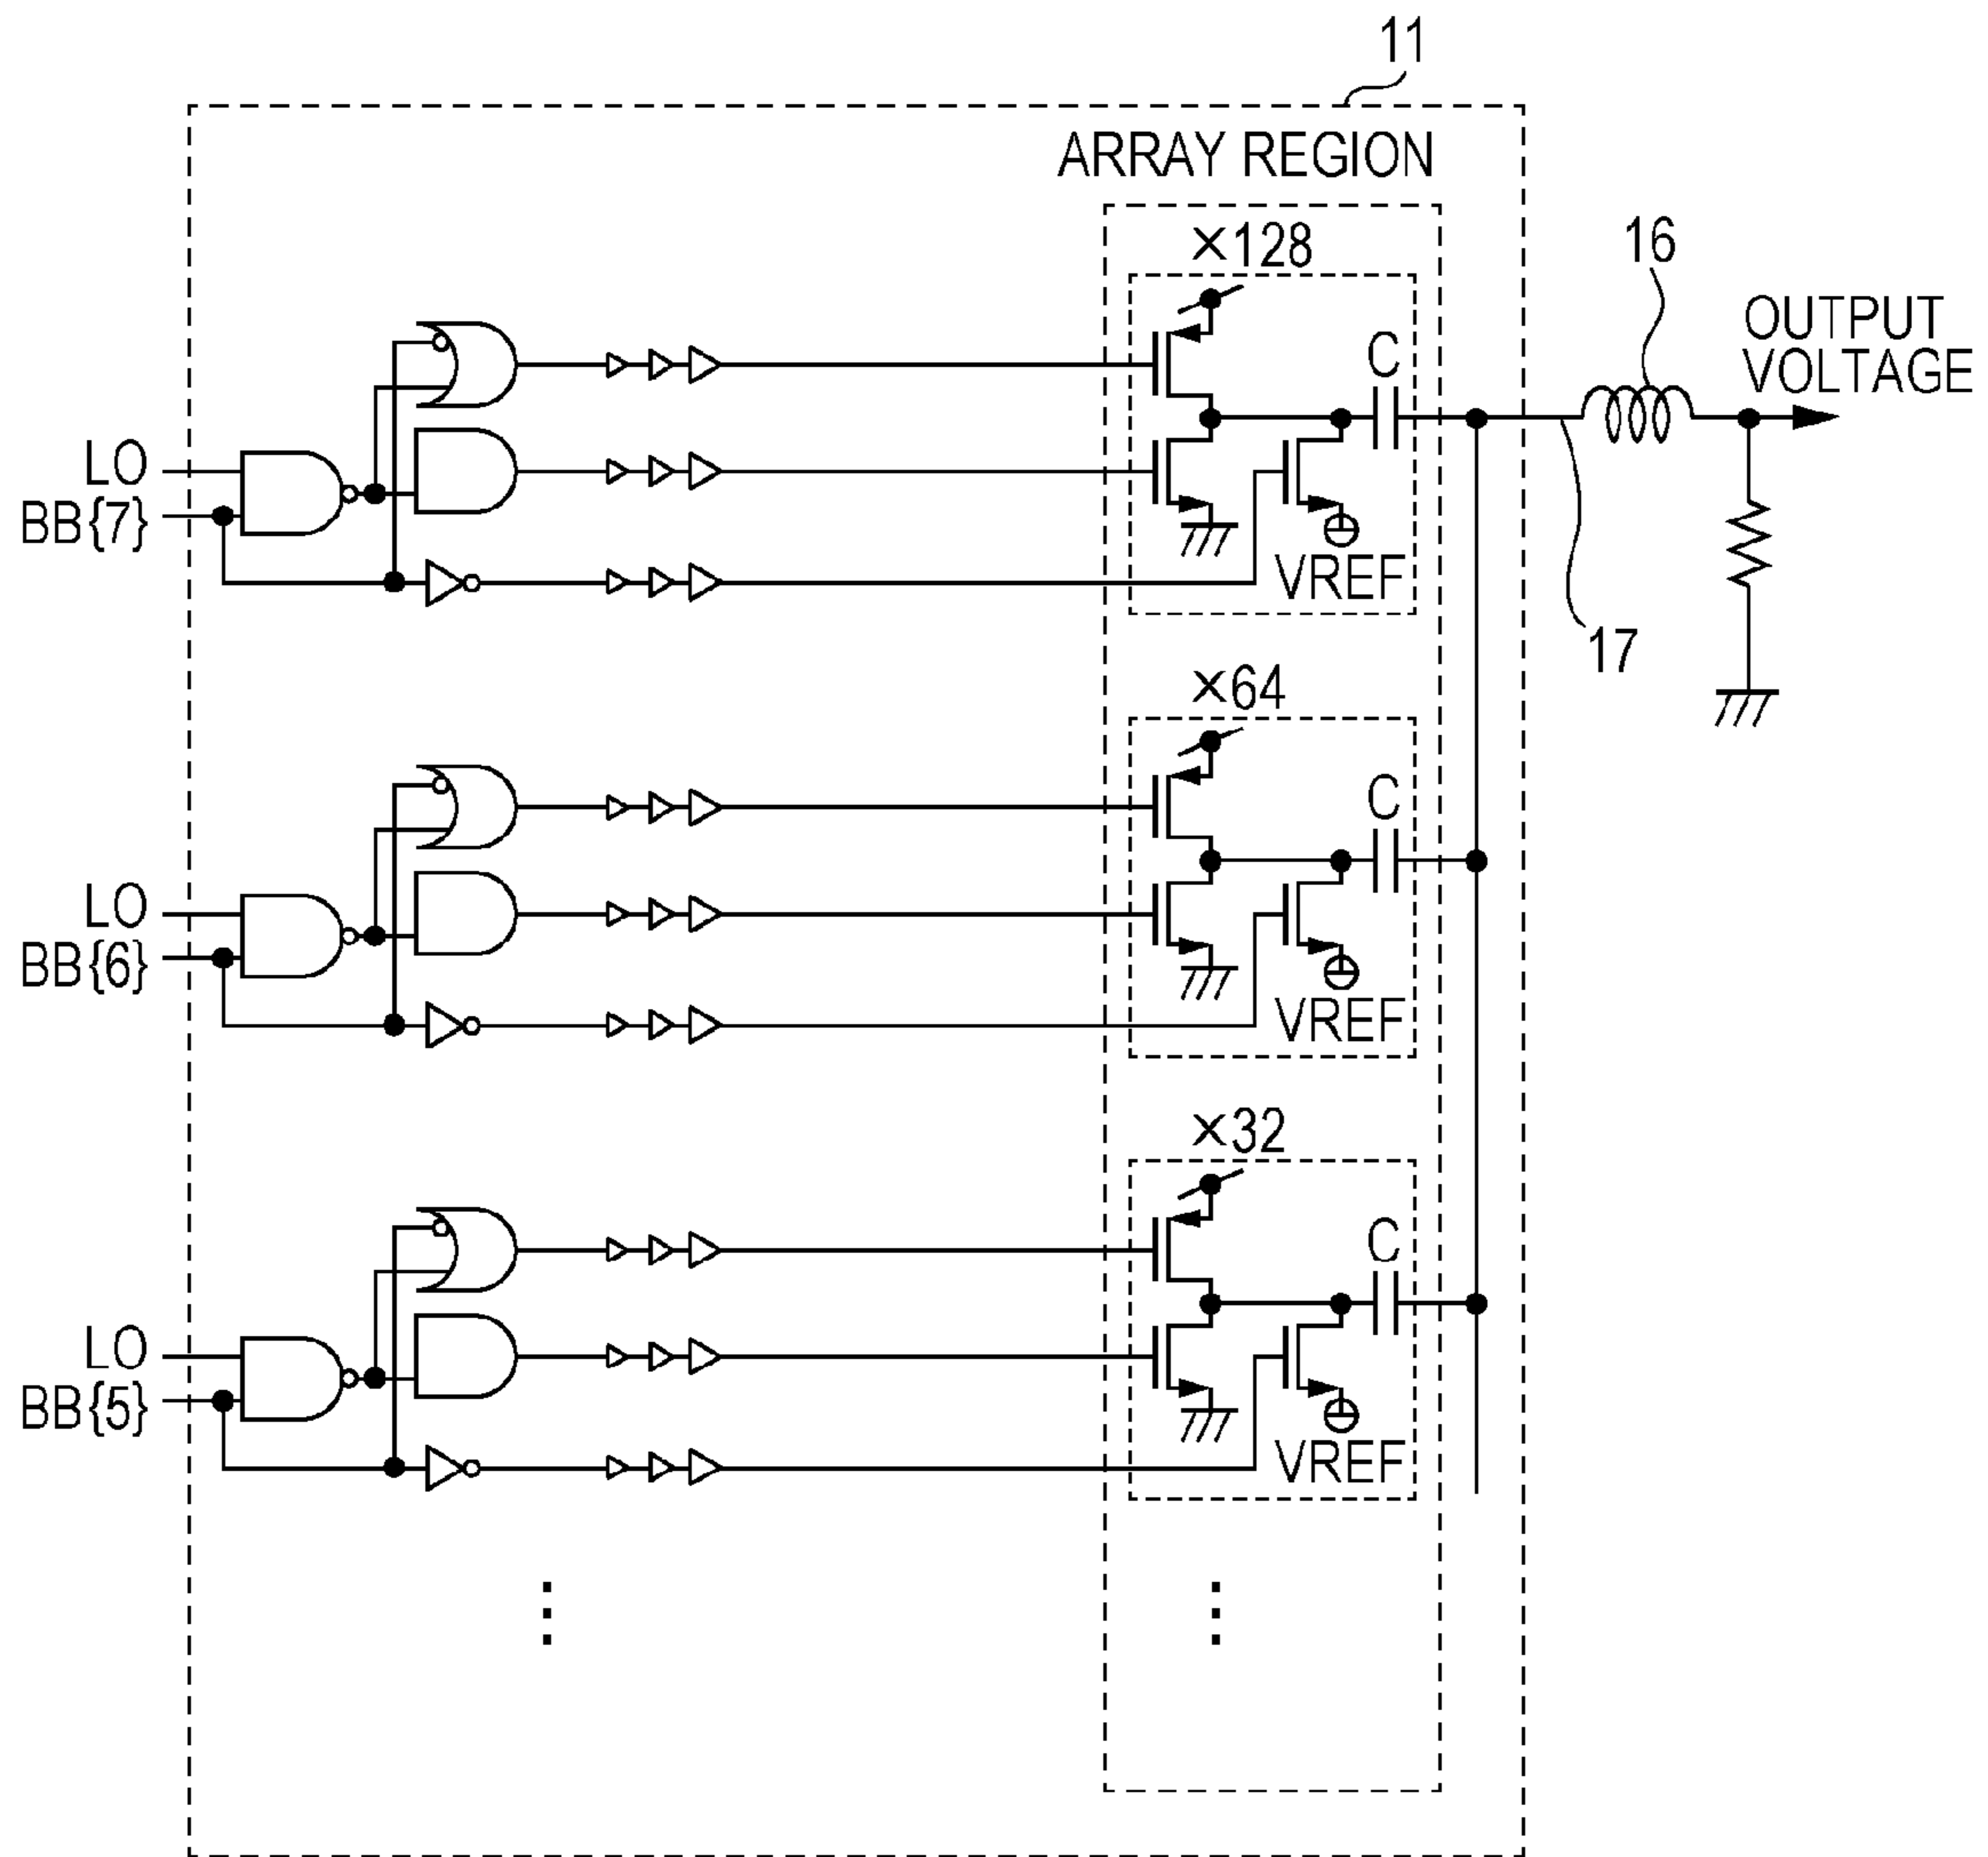 11
ARRAY REGION
×128
16
OUTPUT
VOLTAGE
C
LO
BB{7}
VREF
17
×64
C
LO
BB{6}
VREF
×32
C
LO
BB{5}
VREF